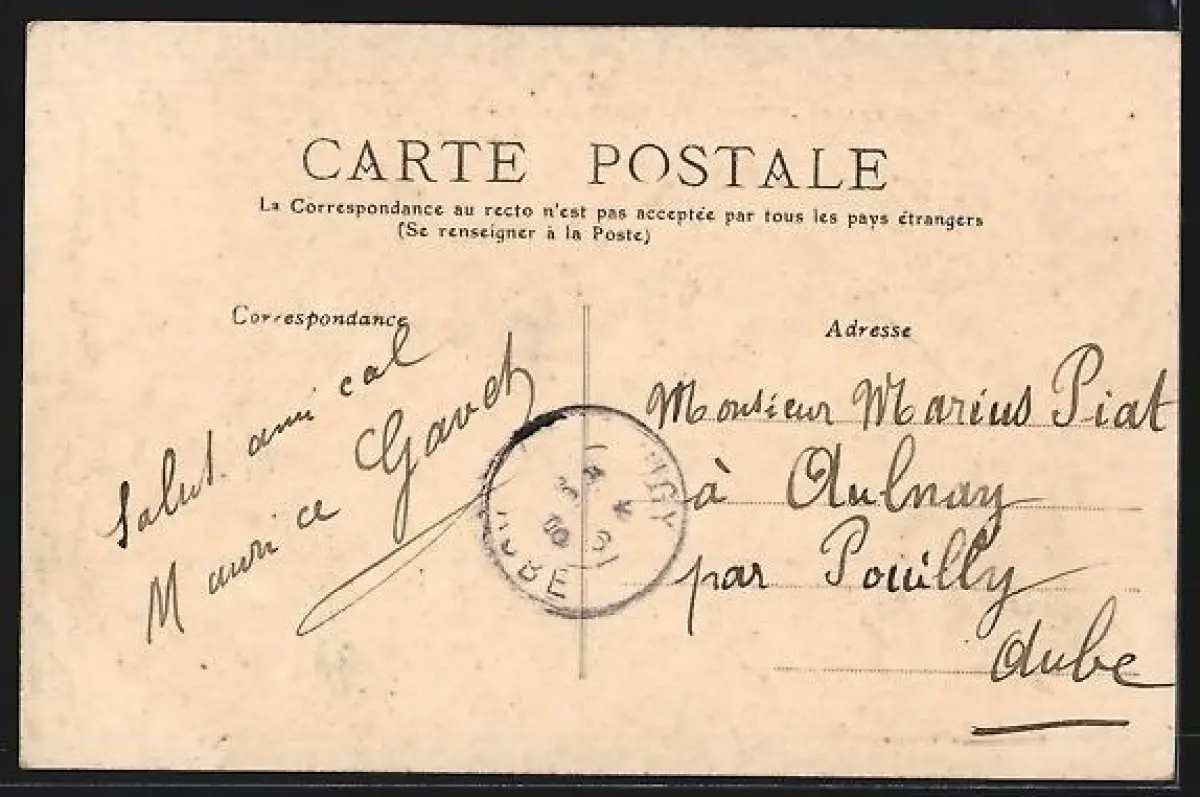 CARTE POSTALE
La Correspondance au recto n'est pas acceptée par tous les pays étrangers
(Se renseigner à la Poste)
Correspondance
Salut amical
Maurice Gavet
Adresse
Monsieur Marius Piat
à Aulnay
par Pouilly
Aube
AUBE